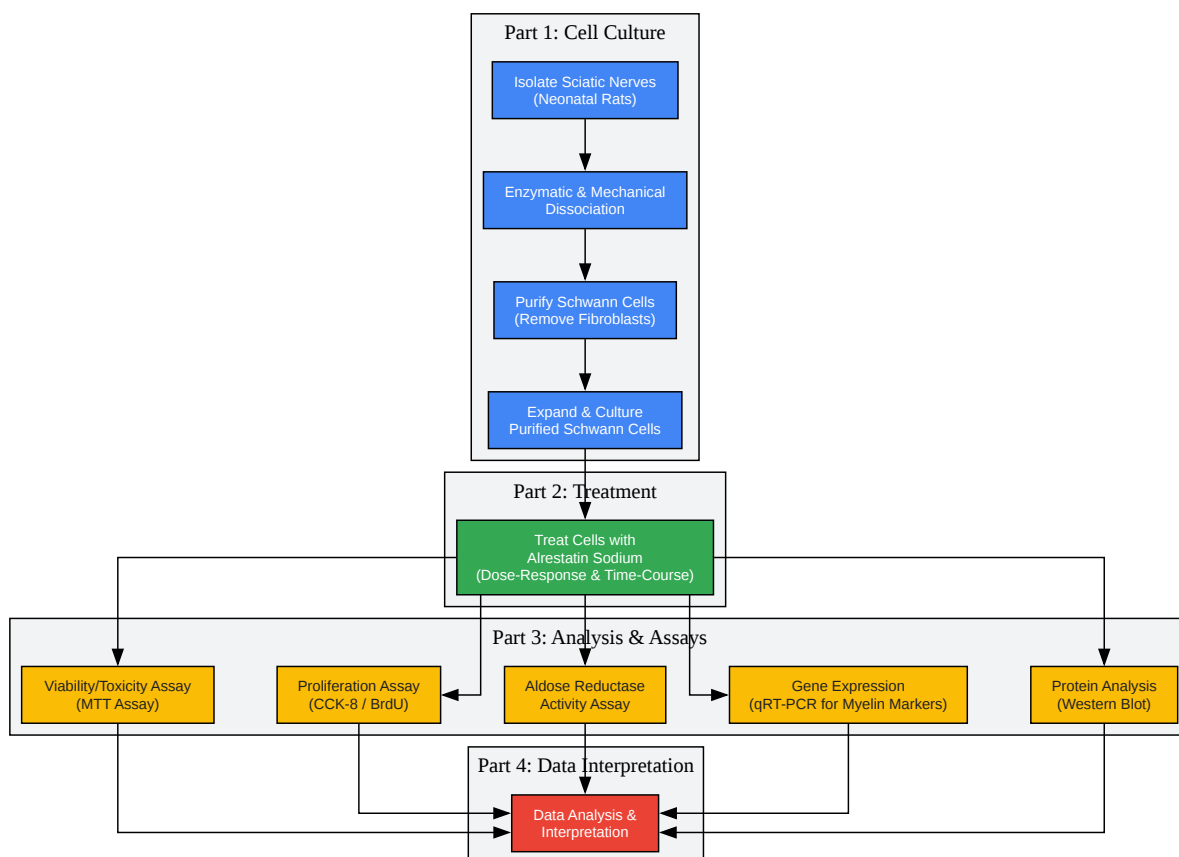 Part 1: Cell Culture
Isolate Sciatic Nerves
(Neonatal Rats)
Enzymatic & Mechanical
Dissociation
Purify Schwann Cells
(Remove Fibroblasts)
Expand & Culture
Purified Schwann Cells
Part 2: Treatment
Treat Cells with
Alrestatin Sodium
(Dose-Response & Time-Course)
Part 3: Analysis & Assays
Viability/Toxicity Assay
(MTT Assay)
Proliferation Assay
(CCK-8 / BrdU)
Aldose Reductase
Activity Assay
Gene Expression
(qRT-PCR for Myelin Markers)
Protein Analysis
(Western Blot)
Part 4: Data Interpretation
Data Analysis &
Interpretation